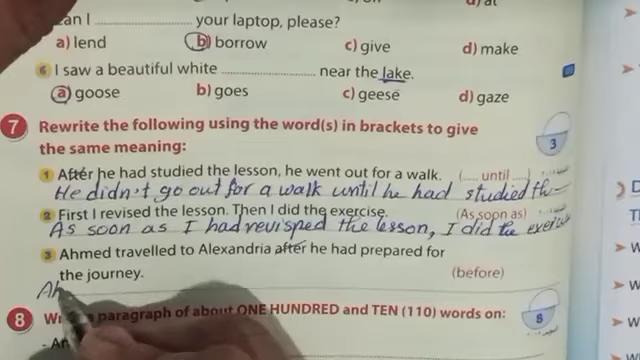 can I ............ your laptop, please?
a) lend b) borrow c) give d) make
6 I saw a beautiful white ............ near the lake.
a) goose b) goes c) geese d) gaze
7 Rewrite the following using the word(s) in brackets to give
the same meaning:
3
1 After he had studied the lesson, he went out for a walk. (.... until ....)
He didn't go out for a walk until he had studied th
2 First I revised the lesson. Then I did the exercise. (As soon as)
As soon as I had revisped the lesson, I did the exercise
3 Ahmed travelled to Alexandria after he had prepared for
the journey. (before)
Ah
8 a paragraph of about ONE HUNDRED and TEN (110) words on:
8